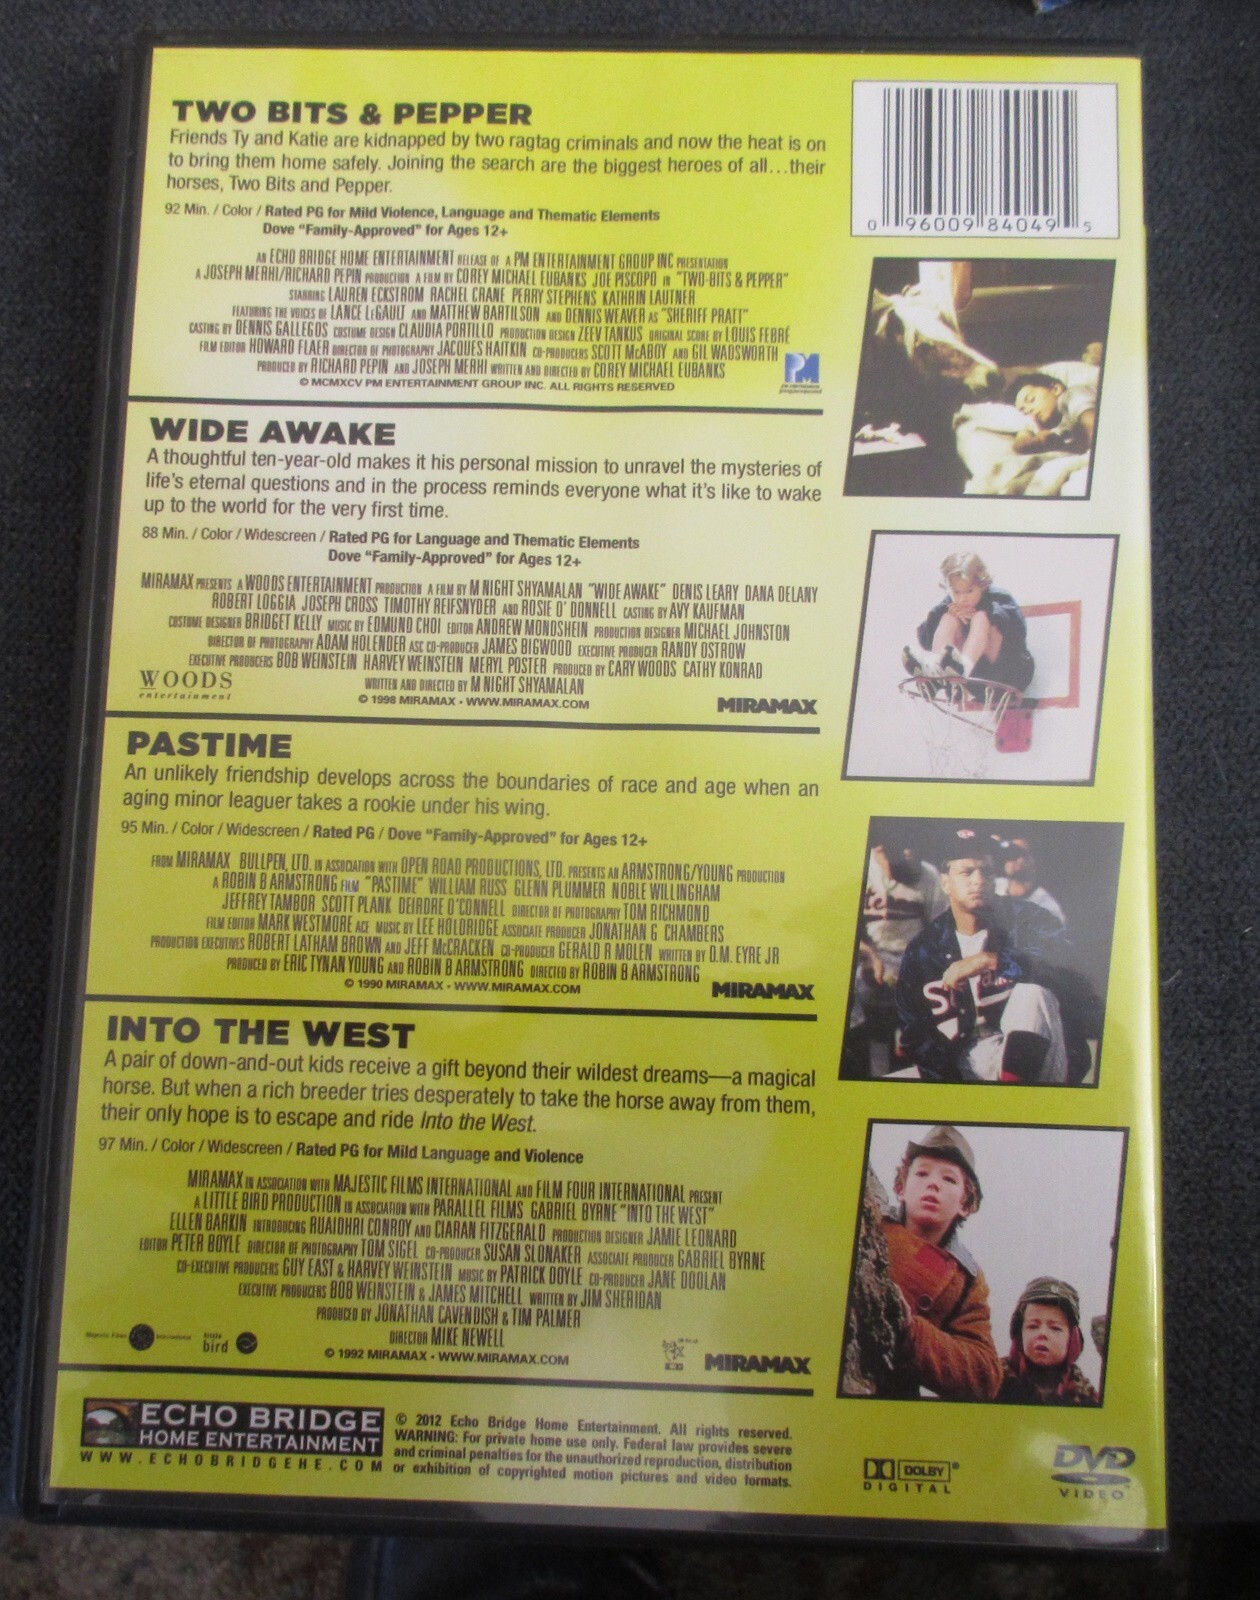 TWO BITS & PEPPER
Friends Ty and Katie are kidnapped by two ragtag criminals and now the heat is on
to bring them home safely. Joining the search are the biggest heroes of all...their
horses, Two Bits and Pepper.
92 Min. / Color / Rated PG for Mild Violence, Language and Thematic Elements
Dove "Family-Approved" for Ages 12+
AN ECHO BRIDGE HOME ENTERTAINMENT RELEASE OF A PM ENTERTAINMENT GROUP INC PRESENTATION
A JOSEPH MERHI/RICHARD PEPIN PRODUCTION A FILM BY COREY MICHAEL EUBANKS JOE PISCOPO IN "TWO-BITS & PEPPER"
STARRING LAUREN ECKSTROM RACHEL CRANE PERRY STEPHENS KATHRIN LAUTNER
FEATURING THE VOICES OF LANCE LEGAULT AND MATTHEW BARTILSON AND DENNIS WEAVER AS "SHERIFF PRATT"
CASTING BY DENNIS GALLEGOS COSTUME DESIGN CLAUDIA PORTILLO PRODUCTION DESIGN ZEEV TANKUS ORIGINAL SCORE BY LOUIS FEBRÉ
FILM EDITOR HOWARD FLAER DIRECTOR OF PHOTOGRAPHY JACQUES HAITKIN CO-PRODUCERS SCOTT McABOY AND GIL WADSWORTH
PRODUCED BY RICHARD PEPIN AND JOSEPH MERHI WRITTEN AND DIRECTED BY COREY MICHAEL EUBANKS
© MCMXCV PM ENTERTAINMENT GROUP INC. ALL RIGHTS RESERVED
PM
0 96009 84049 5
WIDE AWAKE
A thoughtful ten-year-old makes it his personal mission to unravel the mysteries of
life's eternal questions and in the process reminds everyone what it's like to wake
up to the world for the very first time.
88 Min. / Color / Widescreen / Rated PG for Language and Thematic Elements
Dove "Family-Approved" for Ages 12+
MIRAMAX PRESENTS A WOODS ENTERTAINMENT PRODUCTION A FILM BY M NIGHT SHYAMALAN "WIDE AWAKE" DENIS LEARY DANA DELANY
ROBERT LOGGIA JOSEPH CROSS TIMOTHY REIFSNYDER AND ROSIE O' DONNELL CASTING BY AVY KAUFMAN
COSTUME DESIGNER BRIDGET KELLY MUSIC BY EDMUND CHOI EDITOR ANDREW MONDSHEIN PRODUCTION DESIGNER MICHAEL JOHNSTON
DIRECTOR OF PHOTOGRAPHY ADAM HOLENDER ASC CO-PRODUCER JAMES BIGWOOD EXECUTIVE PRODUCER RANDY OSTROW
EXECUTIVE PRODUCERS BOB WEINSTEIN HARVEY WEINSTEIN MERYL POSTER PRODUCED BY CARY WOODS CATHY KONRAD
WRITTEN AND DIRECTED BY M NIGHT SHYAMALAN
© 1998 MIRAMAX • WWW.MIRAMAX.COM
WOODS
entertainment
MIRAMAX
PASTIME
An unlikely friendship develops across the boundaries of race and age when an
aging minor leaguer takes a rookie under his wing.
95 Min. / Color / Widescreen / Rated PG / Dove "Family-Approved" for Ages 12+
FROM MIRAMAX BULLPEN, LTD. IN ASSOCIATION WITH OPEN ROAD PRODUCTIONS, LTD. PRESENTS AN ARMSTRONG/YOUNG PRODUCTION
A ROBIN B ARMSTRONG FILM "PASTIME" WILLIAM RUSS GLENN PLUMMER NOBLE WILLINGHAM
JEFFREY TAMBOR SCOTT PLANK DEIRDRE O'CONNELL DIRECTOR OF PHOTOGRAPHY TOM RICHMOND
FILM EDITOR MARK WESTMORE ACE MUSIC BY LEE HOLDRIDGE ASSOCIATE PRODUCER JONATHAN G CHAMBERS
PRODUCTION EXECUTIVES ROBERT LATHAM BROWN AND JEFF McCRACKEN CO-PRODUCER GERALD R MOLEN WRITTEN BY D.M. EYRE JR
PRODUCED BY ERIC TYNAN YOUNG AND ROBIN B ARMSTRONG DIRECTED BY ROBIN B ARMSTRONG
© 1990 MIRAMAX • WWW.MIRAMAX.COM
MIRAMAX
INTO THE WEST
A pair of down-and-out kids receive a gift beyond their wildest dreams—a magical
horse. But when a rich breeder tries desperately to take the horse away from them,
their only hope is to escape and ride Into the West.
97 Min. / Color / Widescreen / Rated PG for Mild Language and Violence
MIRAMAX IN ASSOCIATION WITH MAJESTIC FILMS INTERNATIONAL AND FILM FOUR INTERNATIONAL PRESENT
A LITTLE BIRD PRODUCTION IN ASSOCIATION WITH PARALLEL FILMS GABRIEL BYRNE "INTO THE WEST"
ELLEN BARKIN INTRODUCING RUAIDHRI CONROY AND CIARAN FITZGERALD PRODUCTION DESIGNER JAMIE LEONARD
EDITOR PETER BOYLE DIRECTOR OF PHOTOGRAPHY TOM SIGEL CO-PRODUCER SUSAN SLONAKER ASSOCIATE PRODUCER GABRIEL BYRNE
CO-EXECUTIVE PRODUCERS GUY EAST & HARVEY WEINSTEIN MUSIC BY PATRICK DOYLE CO-PRODUCER JANE DOOLAN
EXECUTIVE PRODUCERS BOB WEINSTEIN & JAMES MITCHELL WRITTEN BY JIM SHERIDAN
PRODUCED BY JONATHAN CAVENDISH & TIM PALMER
DIRECTOR MIKE NEWELL
© 1992 MIRAMAX • WWW.MIRAMAX.COM
Majestic Films International
little bird
MIRAMAX
ECHO BRIDGE
HOME ENTERTAINMENT
WWW.ECHOBRIDGEHE.COM
© 2012 Echo Bridge Home Entertainment. All rights reserved.
WARNING: For private home use only. Federal law provides severe
and criminal penalties for the unauthorized reproduction, distribution
or exhibition of copyrighted motion pictures and video formats.
DOLBY
DIGITAL
DVD
VIDEO